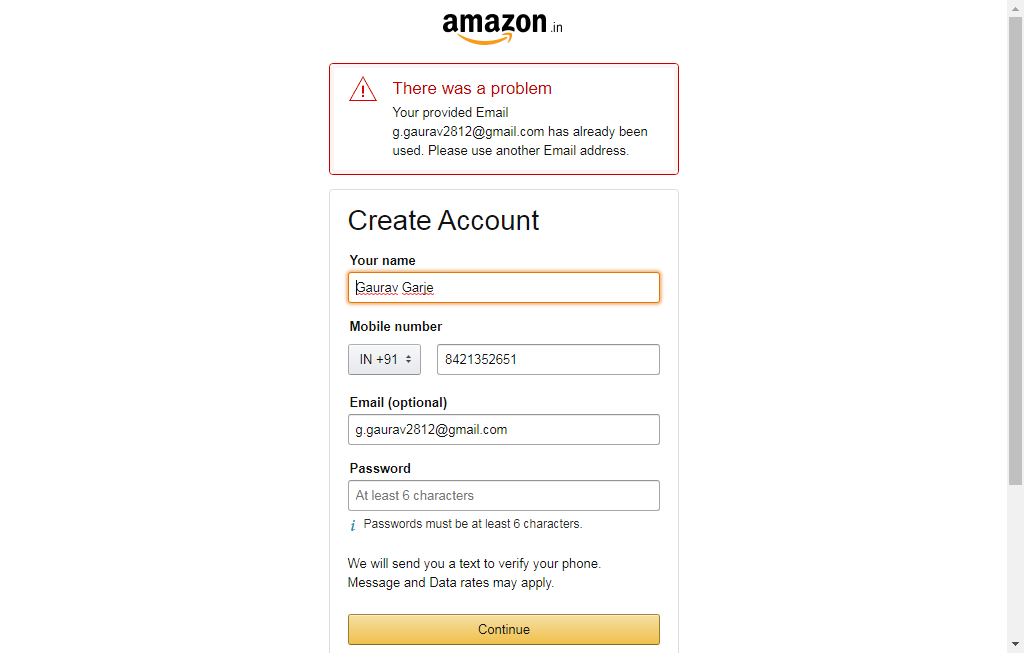 amazon.in
There was a problem
Your provided Email
g.gaurav2812@gmail.com has already been
used. Please use another Email address.
Create Account
Your name
Gaurav Garje
Mobile number
IN +91 8421352651
Email (optional)
g.gaurav2812@gmail.com
Password
At least 6 characters
i Passwords must be at least 6 characters.
We will send you a text to verify your phone.
Message and Data rates may apply.
Continue